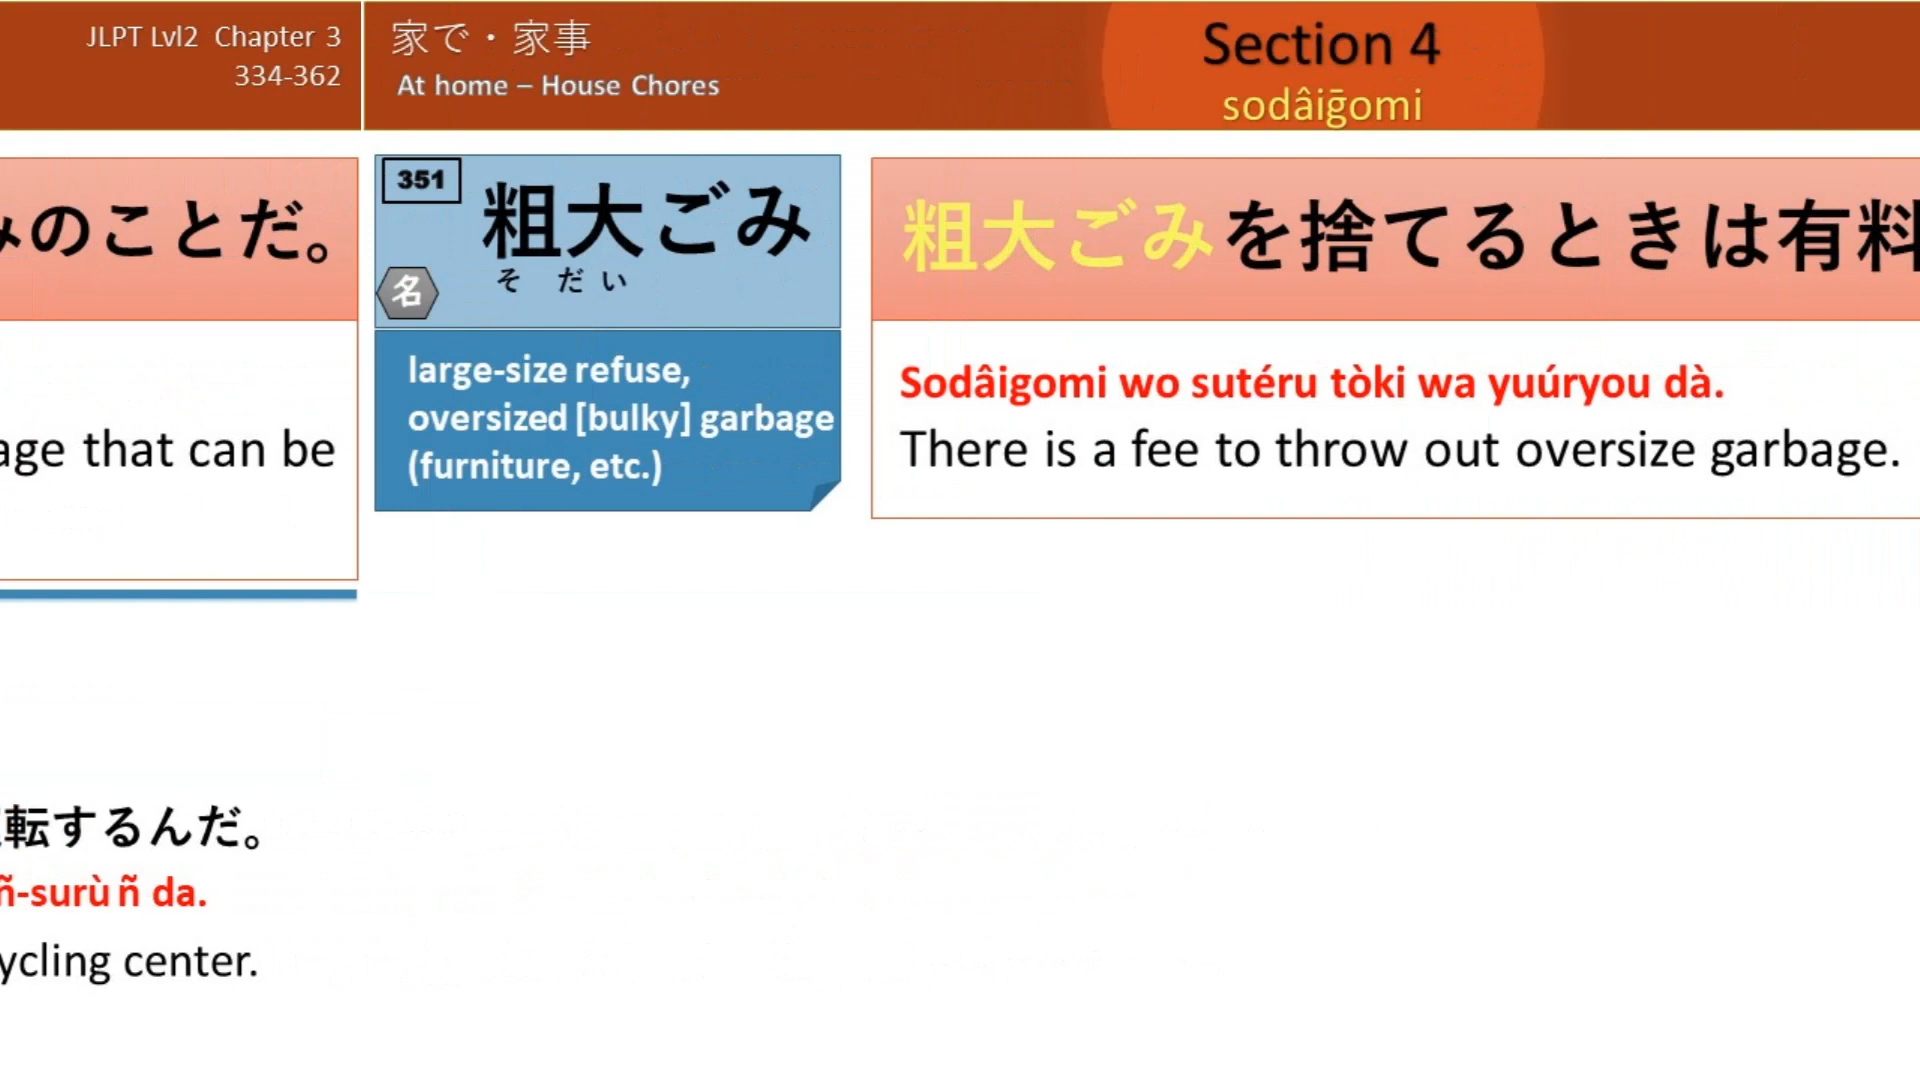 JLPT Lvl2 Chapter 3
334-362
家で・家事
At home – House Chores
Section 4
sodâiḡomi
みのことだ。
age that can be
転するんだ。
ñ-surù ñ da.
ycling center.
351
粗大ごみ
そ だい
名
large-size refuse,
oversized [bulky] garbage
(furniture, etc.)
粗大ごみを捨てるときは有料
Sodâigomi wo sutéru tòki wa yuúryou dà.
There is a fee to throw out oversize garbage.